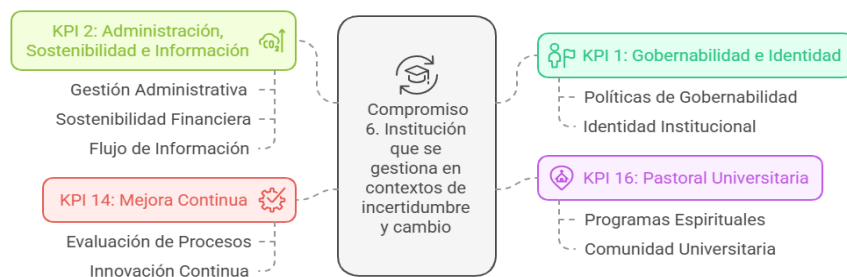 KPI 2: Administración,
Sostenibilidad e Información
CO2
Gestión Administrativa
Sostenibilidad Financiera
Flujo de Información
KPI 14: Mejora Continua
Evaluación de Procesos
Innovación Continua
Compromiso
6. Institución
que se
gestiona en
contextos de
incertidumbre
y cambio
KPI 1: Gobernabilidad e Identidad
Políticas de Gobernabilidad
Identidad Institucional
KPI 16: Pastoral Universitaria
Programas Espirituales
Comunidad Universitaria